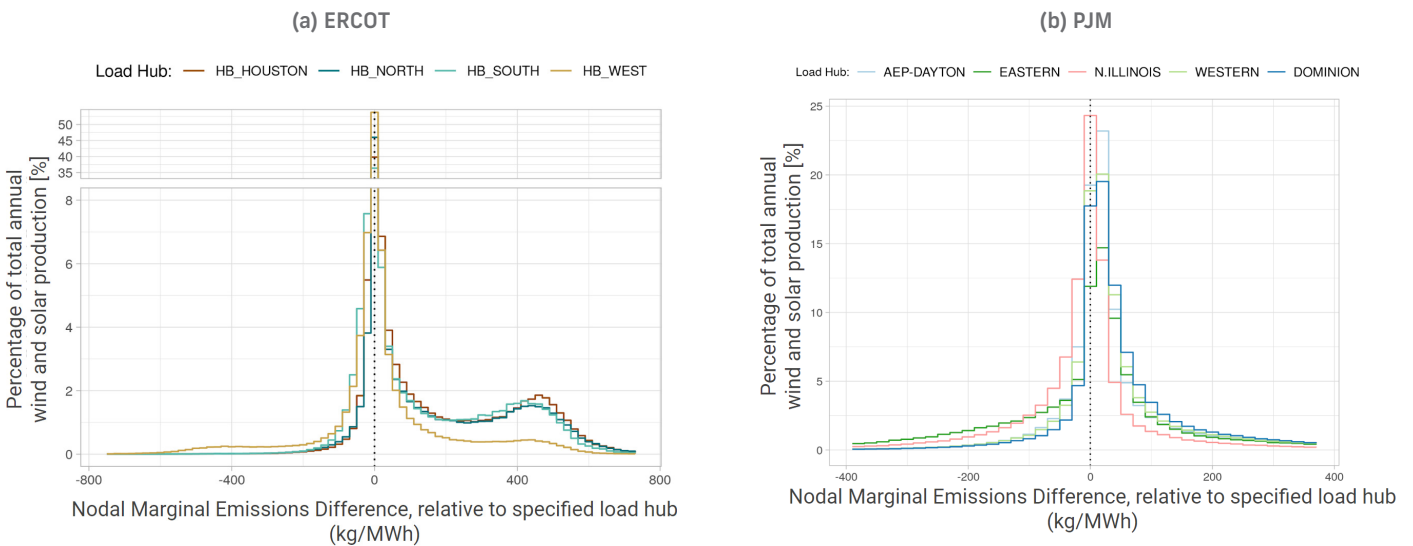 (a) ERCOT
Load Hub: HB_HOUSTON HB_NORTH HB_SOUTH HB_WEST
Percentage of total annual
wind and solar production [%]
50
45
40
35
8
6
4
2
0
-800 -400 0 400 800
Nodal Marginal Emissions Difference, relative to specified load hub
(kg/MWh)
(b) PJM
Load Hub: AEP-DAYTON EASTERN N.ILLINOIS WESTERN DOMINION
Percentage of total annual
wind and solar production [%]
25
20
15
10
5
0
-400 -200 0 200 400
Nodal Marginal Emissions Difference, relative to specified load hub
(kg/MWh)